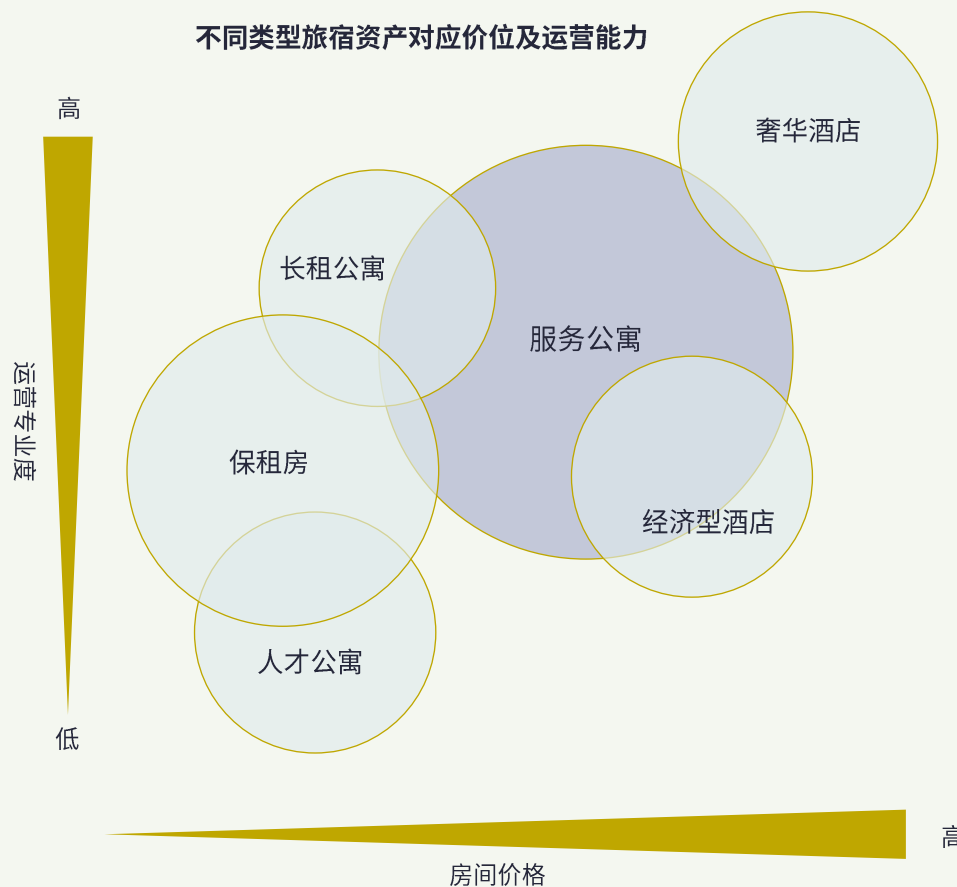 不同类型旅宿资产对应价位及运营能力
高
奢华酒店
长租公寓
服务公寓
运营专业度
保租房
经济型酒店
人才公寓
低
高
房间价格